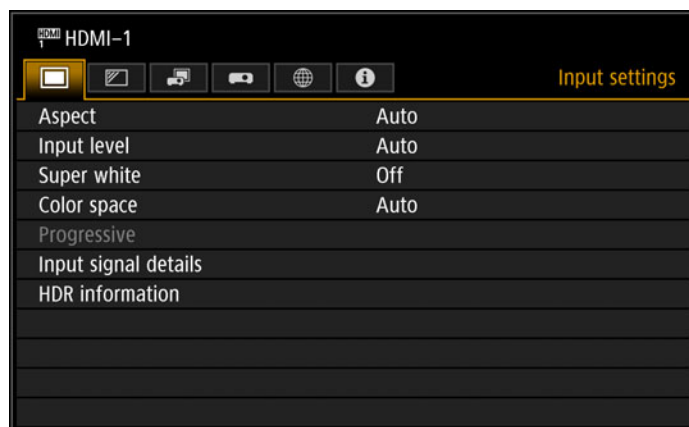 HDMI 1 HDMI-1
Input settings
Aspect Auto
Input level Auto
Super white Off
Color space Auto
Progressive
Input signal details
HDR information